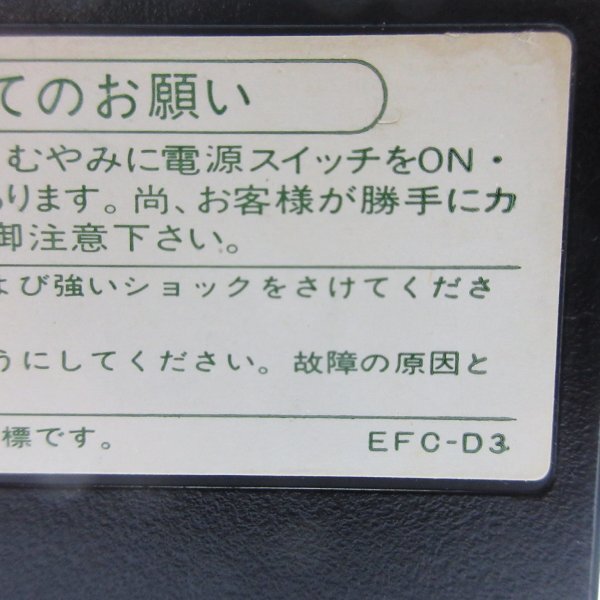 てのお願い
むやみに電源スイッチをON・
ります。尚、お客様が勝手にカ
御注意下さい。
よび強いショックをさけてくださ
うにしてください。故障の原因と
標です。 EFC-D3